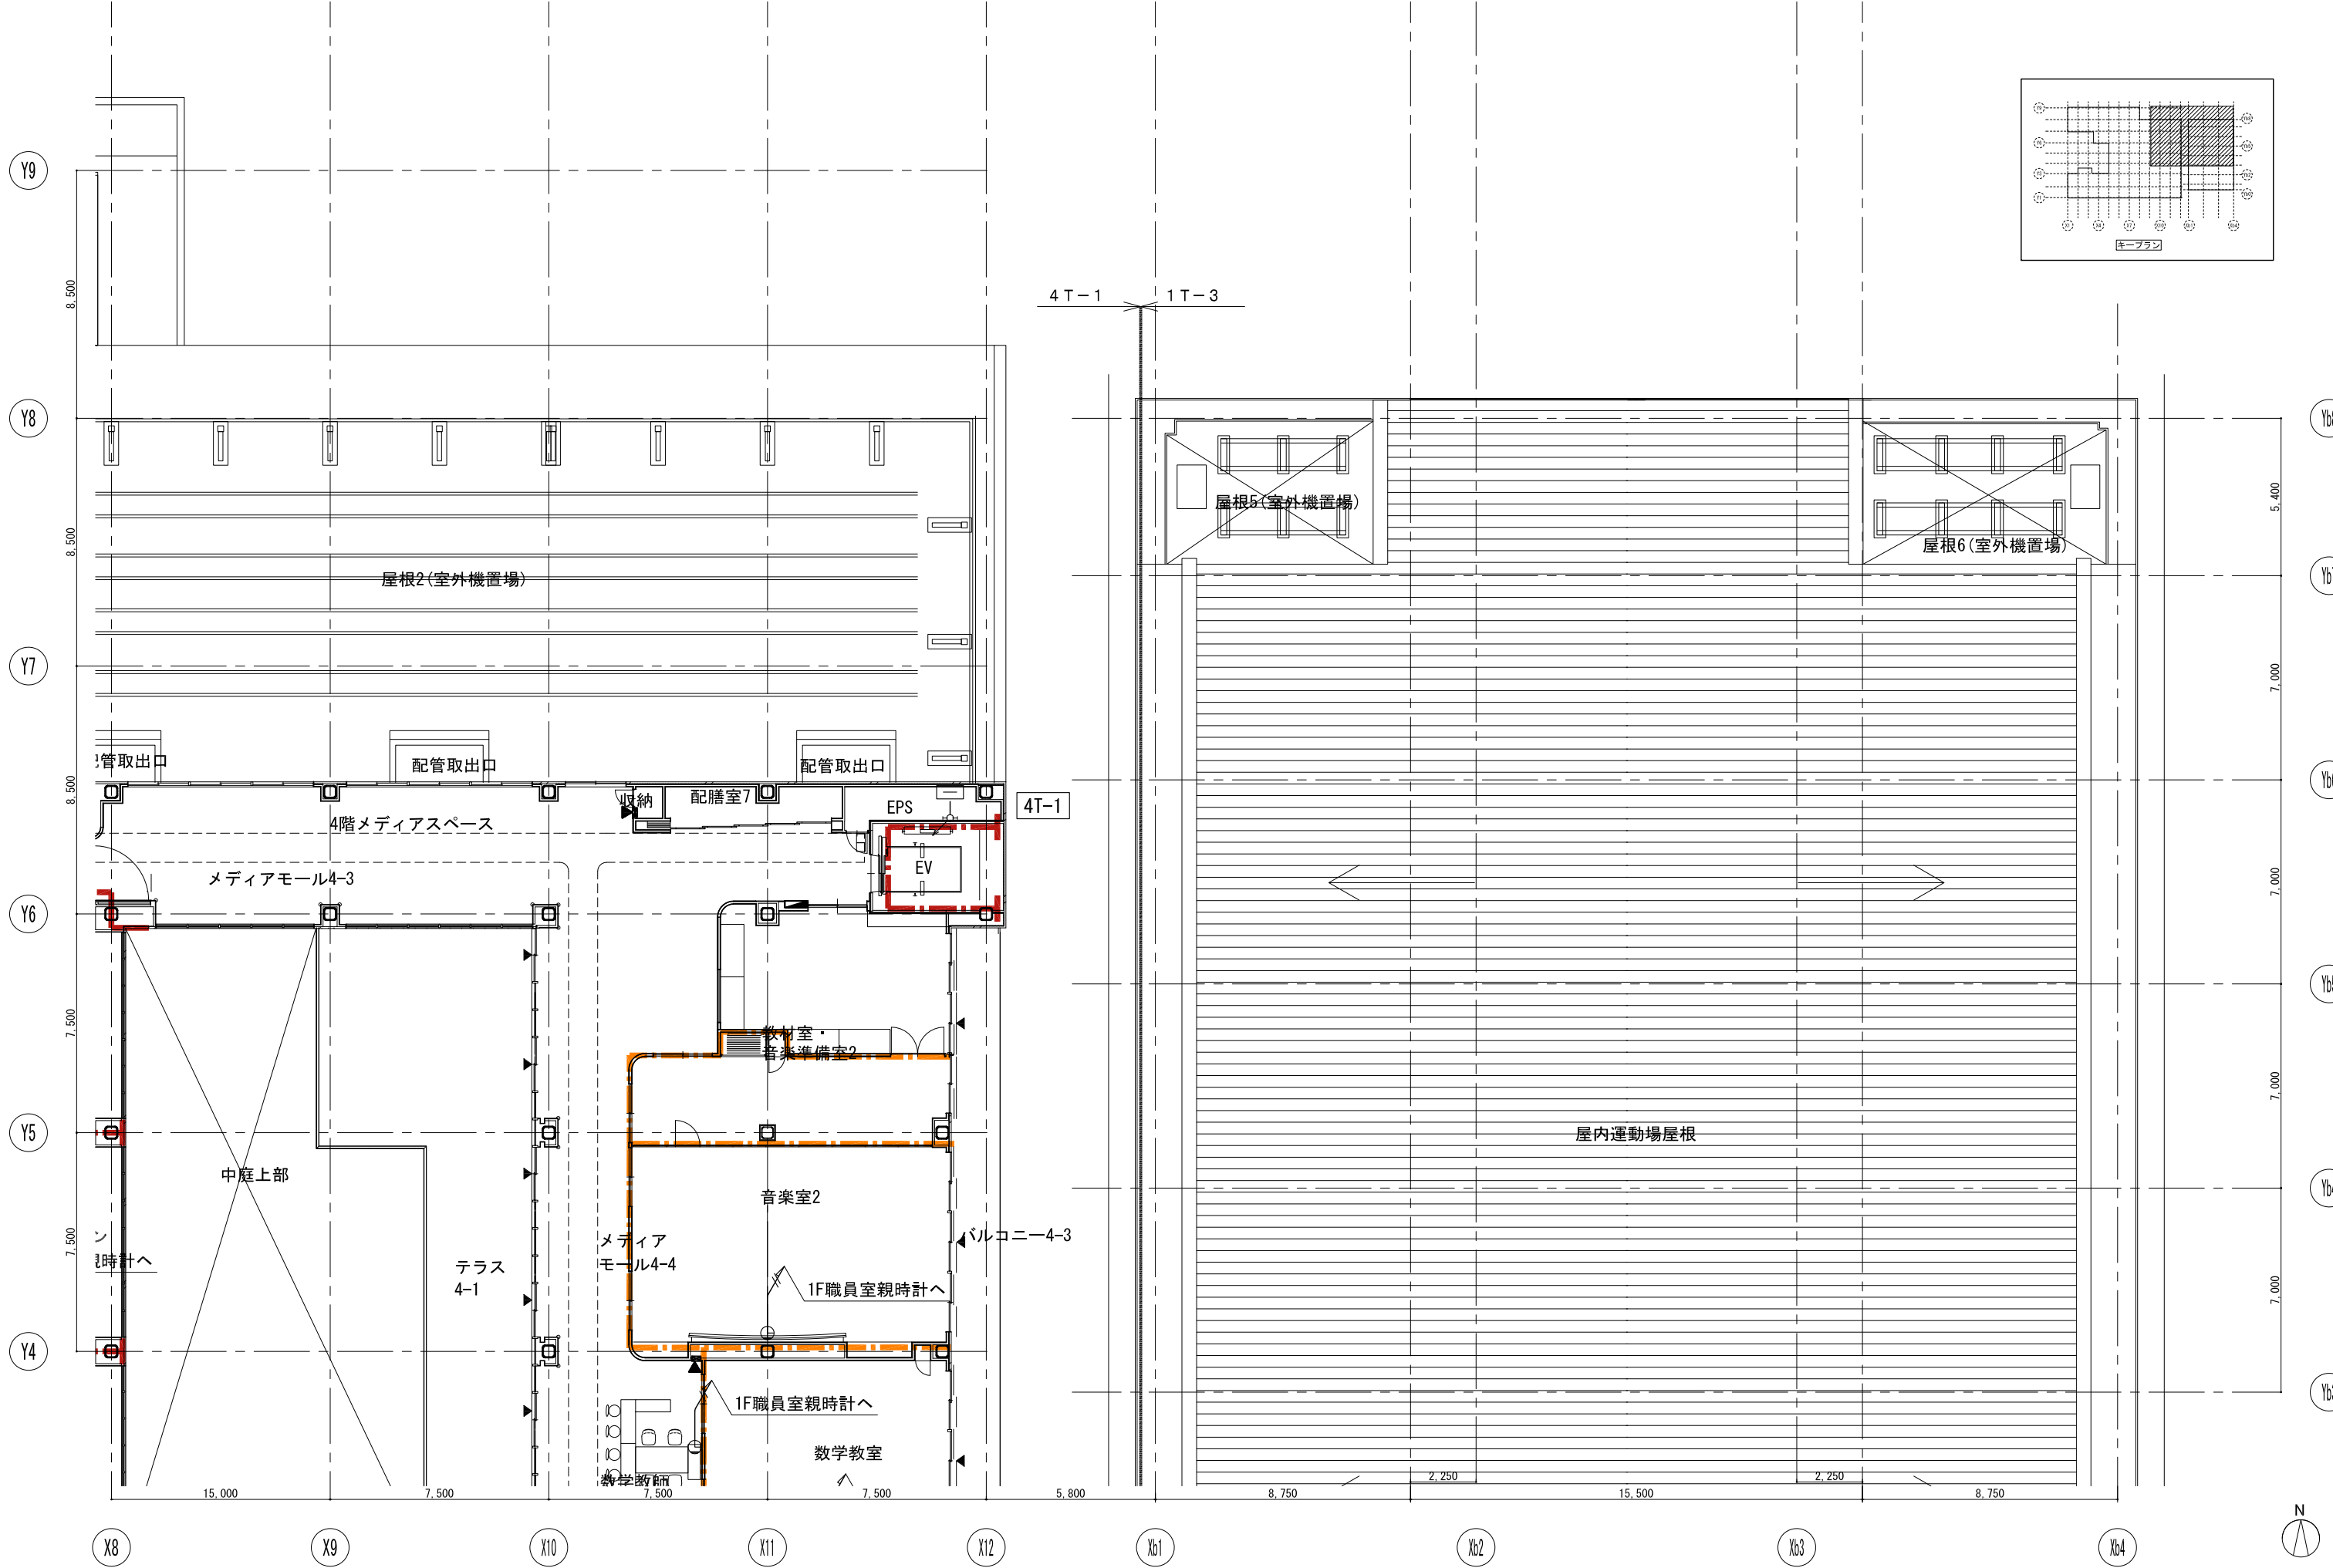 キープラン
Y9
8,500
4T-1
1T-3
Y8
屋根5(室外機置場)
屋根6(室外機置場)
5,400
8,500
屋根2(室外機置場)
Y7
7,000
配管取出口
配管取出口
配管取出口
8,500
収納
配膳室7
EPS
4T-1
4階メディアスペース
EV
メディアモール4-3
7,000
Y6
7,500
教材室・
音楽準備室2
7,000
Y5
屋内運動場屋根
中庭上部
音楽室2
7,500
メディア
モール4-4
バルコニー4-3
親時計へ
テラス
4-1
1F職員室親時計へ
7,000
Y4
1F職員室親時計へ
数学教室
数学教師
2,250
2,250
15,000
7,500
7,500
7,500
5,800
8,750
15,500
8,750
N
X8
X9
X10
X11
X12
Xb1
Xb2
Xb3
Xb4